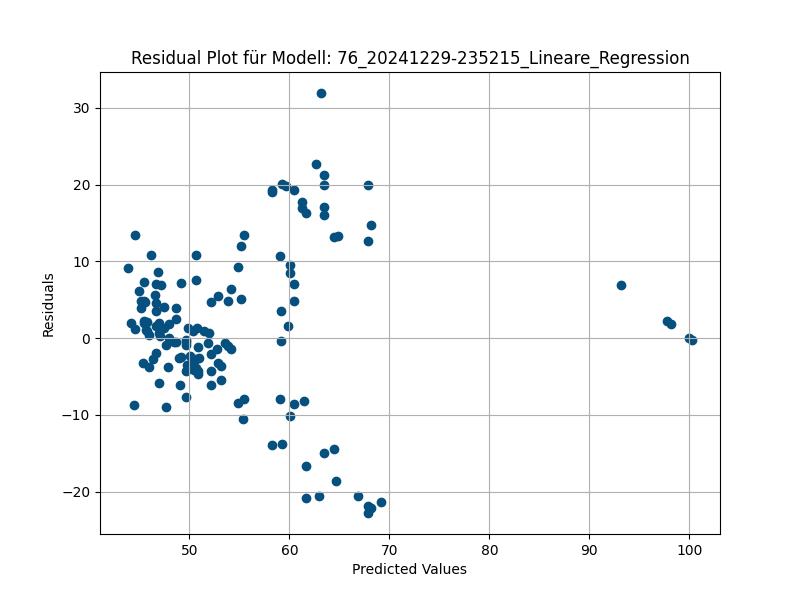 Residual Plot für Modell: 76_20241229-235215_Lineare_Regression
30
20
10
0
−10
−20
Residuals
50 60 70 80 90 100
Predicted Values